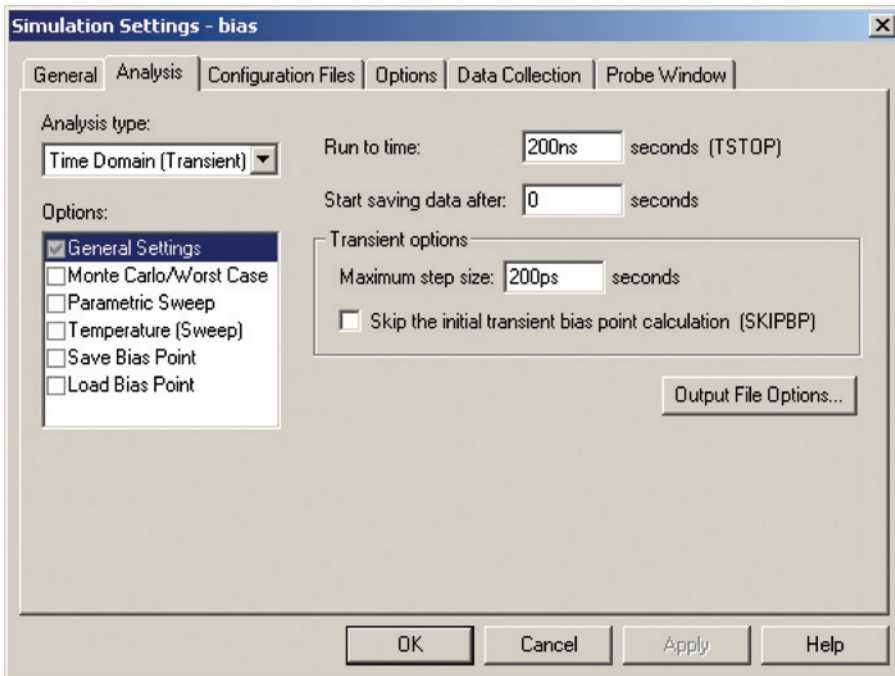 Simulation Settings - bias
General
Analysis
Configuration Files
Options
Data Collection
Probe Window
Analysis type:
Time Domain (Transient)
Options:
General Settings
Monte Carlo/Worst Case
Parametric Sweep
Temperature (Sweep)
Save Bias Point
Load Bias Point
Run to time: 200ns seconds (TSTOP)
Start saving data after: 0 seconds
Transient options
Maximum step size: 200ps seconds
Skip the initial transient bias point calculation (SKIPBP)
Output File Options...
OK
Cancel
Apply
Help